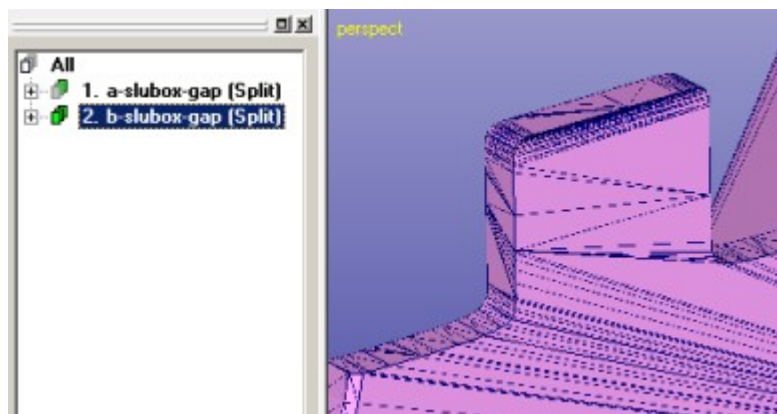 All
1. a-slubox-gap (Split)
2. b-slubox-gap (Split)
perspect